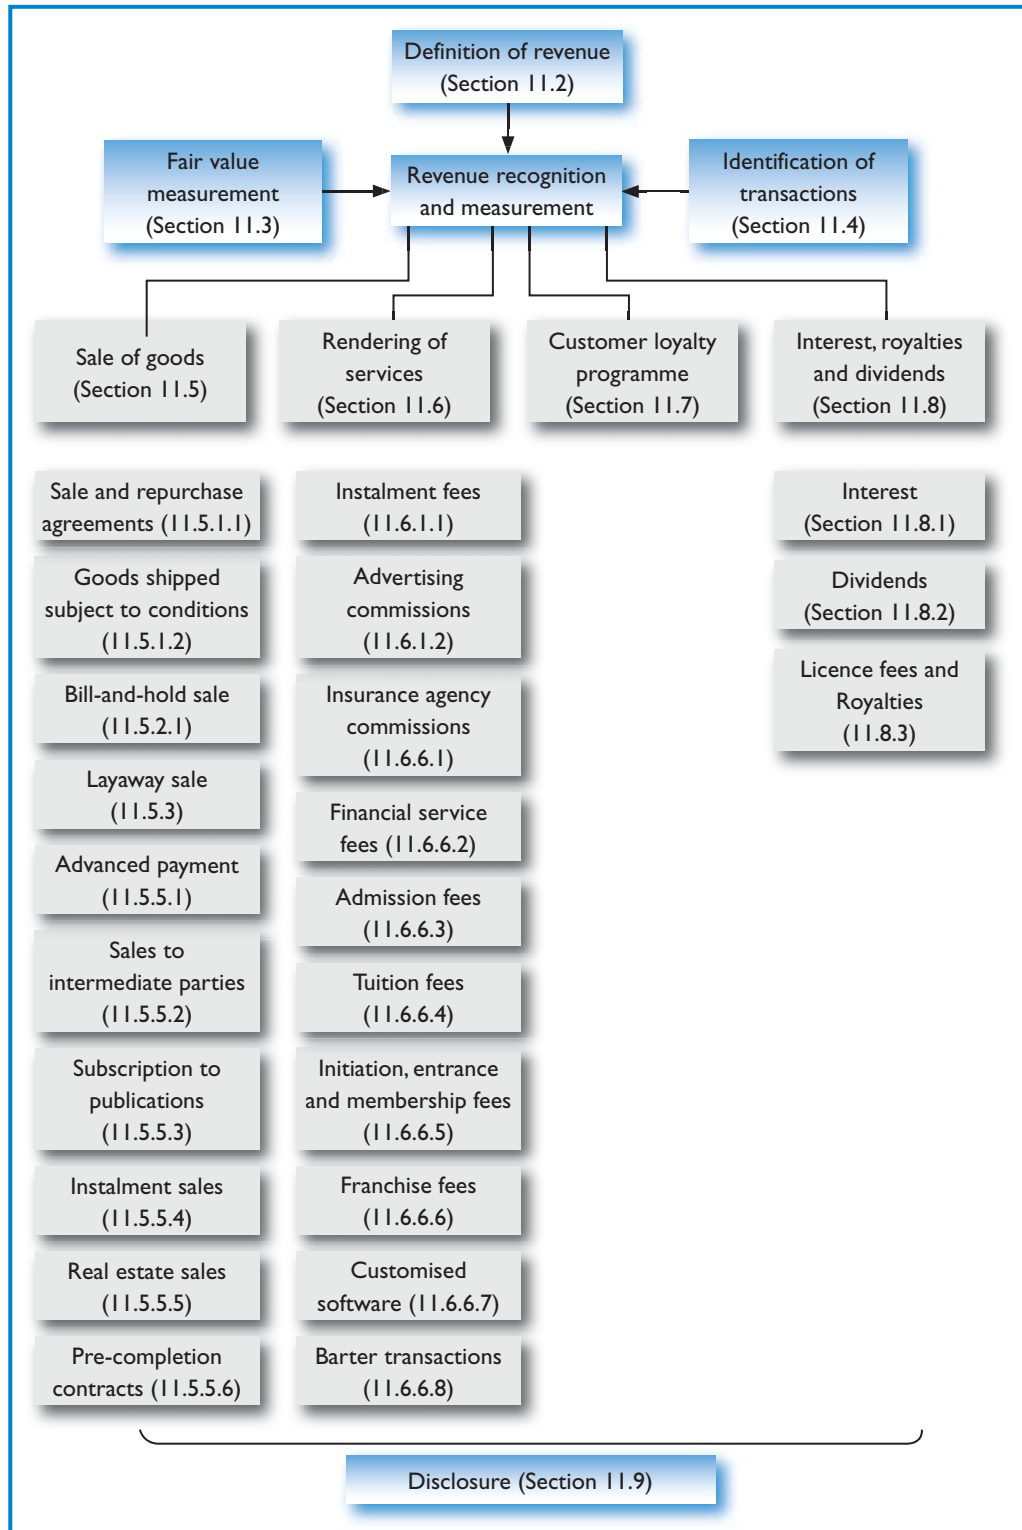 Definition of revenue
(Section 11.2)
Fair value
measurement
(Section 11.3)
Revenue recognition
and measurement
Identification of
transactions
(Section 11.4)
Sale of goods
(Section 11.5)
Rendering of
services
(Section 11.6)
Customer loyalty
programme
(Section 11.7)
Interest, royalties
and dividends
(Section 11.8)
Sale and repurchase
agreements (11.5.1.1)
Goods shipped
subject to conditions
(11.5.1.2)
Bill-and-hold sale
(11.5.2.1)
Layaway sale
(11.5.3)
Advanced payment
(11.5.5.1)
Sales to
intermediate parties
(11.5.5.2)
Subscription to
publications
(11.5.5.3)
Instalment sales
(11.5.5.4)
Real estate sales
(11.5.5.5)
Pre-completion
contracts (11.5.5.6)
Instalment fees
(11.6.1.1)
Advertising
commissions
(11.6.1.2)
Insurance agency
commissions
(11.6.6.1)
Financial service
fees (11.6.6.2)
Admission fees
(11.6.6.3)
Tuition fees
(11.6.6.4)
Initiation, entrance
and membership fees
(11.6.6.5)
Franchise fees
(11.6.6.6)
Customised
software (11.6.6.7)
Barter transactions
(11.6.6.8)
Interest
(Section 11.8.1)
Dividends
(Section 11.8.2)
Licence fees and
Royalties
(11.8.3)
Disclosure (Section 11.9)